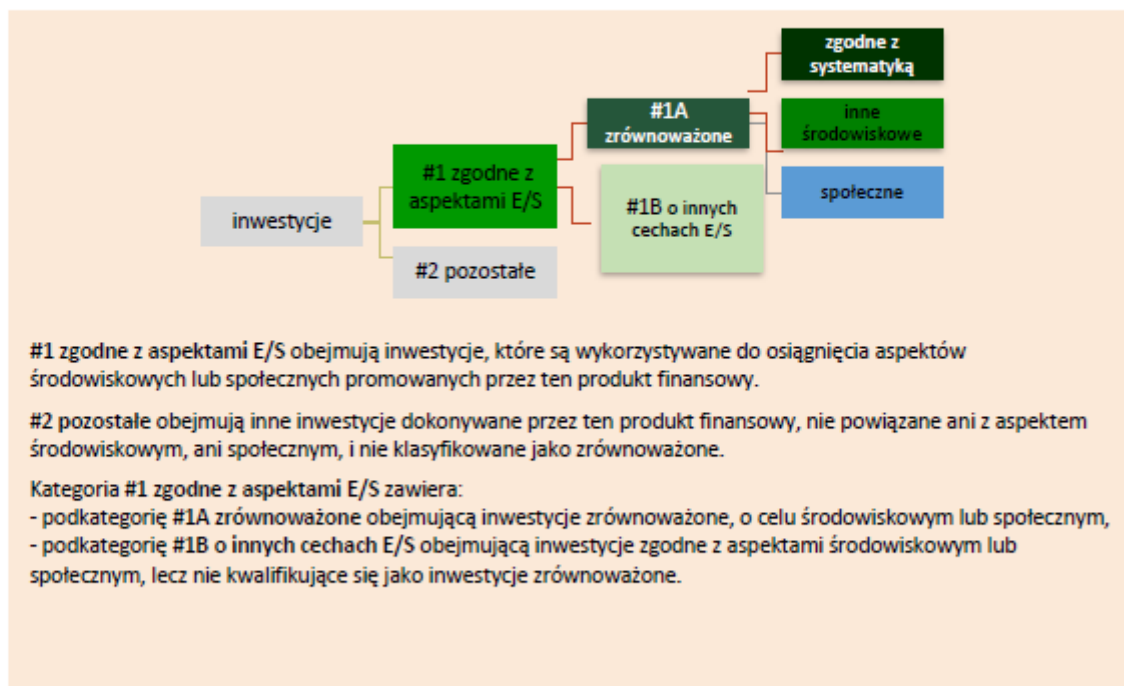 zgodne z
systematyką
#1A
zrównoważone
inne
środowiskowe
#1 zgodne z
aspektami E/S
społeczne
#1B o innych
cechach E/S
inwestycje
#2 pozostałe
#1 zgodne z aspektami E/S obejmują inwestycje, które są wykorzystywane do osiągnięcia aspektów
środowiskowych lub społecznych promowanych przez ten produkt finansowy.
#2 pozostałe obejmują inne inwestycje dokonywane przez ten produkt finansowy, nie powiązane ani z aspektem
środowiskowym, ani społecznym, i nie klasyfikowane jako zrównoważone.
Kategoria #1 zgodne z aspektami E/S zawiera:
- podkategorię #1A zrównoważone obejmującą inwestycje zrównoważone, o celu środowiskowym lub społecznym,
- podkategorię #1B o innych cechach E/S obejmującą inwestycje zgodne z aspektami środowiskowym lub
społecznym, lecz nie kwalifikujące się jako inwestycje zrównoważone.